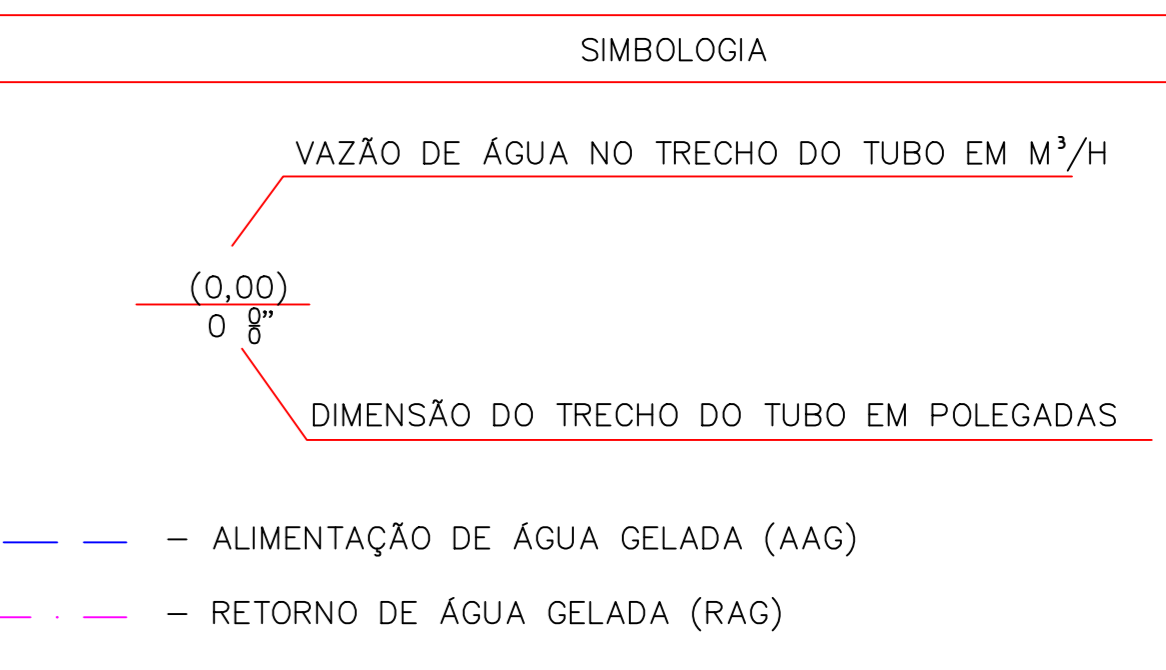 SIMBOLOGIA
VAZÃO DE ÁGUA NO TRECHO DO TUBO EM M³/H
(0,00)
0 0/0”
DIMENSÃO DO TRECHO DO TUBO EM POLEGADAS
– ALIMENTAÇÃO DE ÁGUA GELADA (AAG)
– RETORNO DE ÁGUA GELADA (RAG)